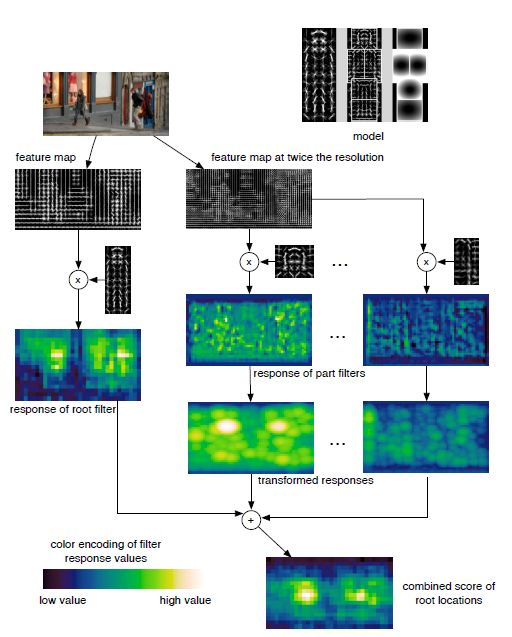 model
feature map
feature map at twice the resolution
x
x
...
x
...
response of part filters
response of root filter
...
transformed responses
+
color encoding of filter
response values
low value
high value
combined score of
root locations